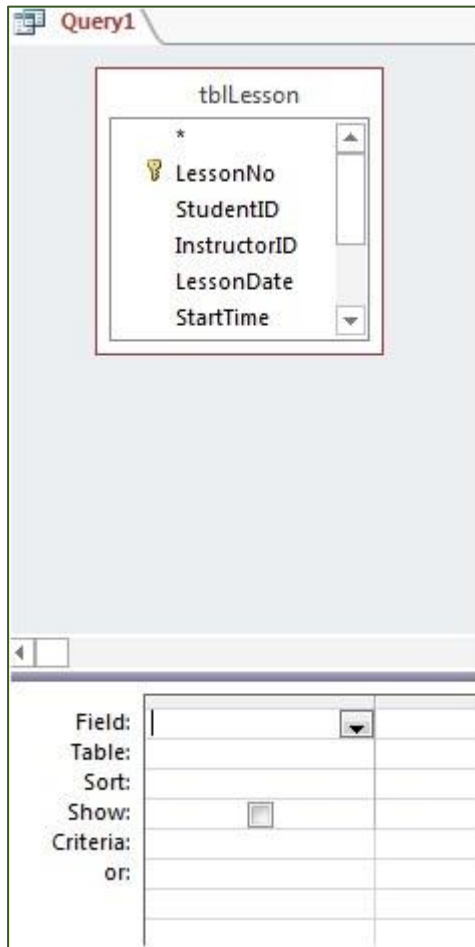 Query1
tblLesson
*
LessonNo
StudentID
InstructorID
LessonDate
StartTime
Field:
Table:
Sort:
Show:
Criteria:
or: